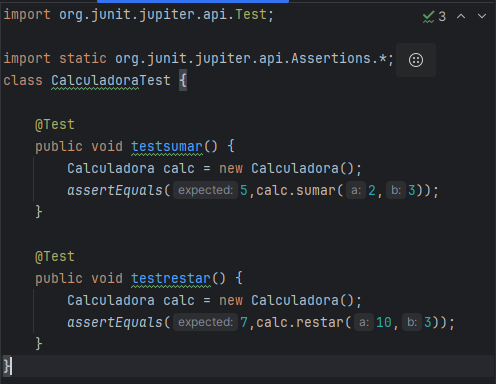 import org.junit.jupiter.api.Test;
3
import static org.junit.jupiter.api.Assertions.*;
class CalculadoraTest {
@Test
public void testsumar() {
Calculadora calc = new Calculadora();
assertEquals( expected: 5,calc.sumar( a: 2, b: 3));
}
@Test
public void testrestar() {
Calculadora calc = new Calculadora();
assertEquals( expected: 7,calc.restar( a: 10, b: 3));
}
}